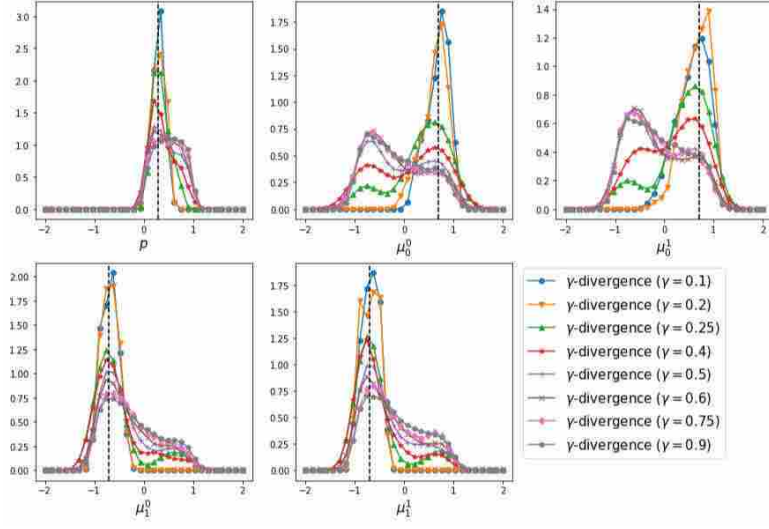 3.0
2.5
2.0
1.5
1.0
0.5
0.0
−2 −1 0 1 2
p
1.75
1.50
1.25
1.00
0.75
0.50
0.25
0.00
−2 −1 0 1 2
μ₀⁰
1.4
1.2
1.0
0.8
0.6
0.4
0.2
0.0
−2 −1 0 1 2
μ₀¹
2.00
1.75
1.50
1.25
1.00
0.75
0.50
0.25
0.00
−2 −1 0 1 2
μ₁⁰
1.75
1.50
1.25
1.00
0.75
0.50
0.25
0.00
−2 −1 0 1 2
μ₁¹
γ-divergence (γ = 0.1)
γ-divergence (γ = 0.2)
γ-divergence (γ = 0.25)
γ-divergence (γ = 0.4)
γ-divergence (γ = 0.5)
γ-divergence (γ = 0.6)
γ-divergence (γ = 0.75)
γ-divergence (γ = 0.9)